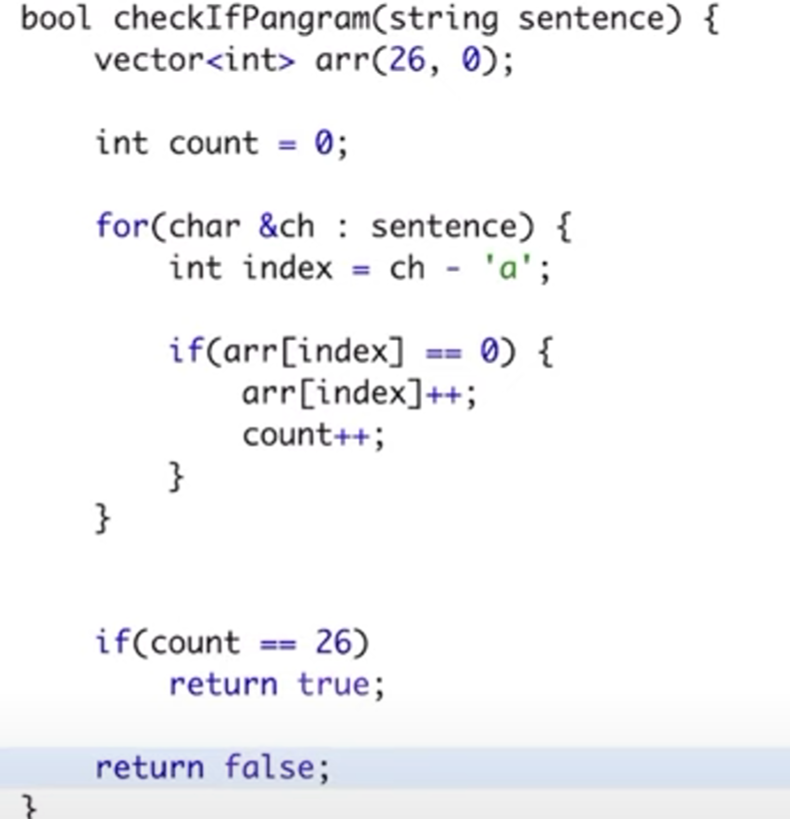 bool checkIfPangram(string sentence) {
    vector<int> arr(26, 0);

    int count = 0;

    for(char &ch : sentence) {
        int index = ch - 'a';

        if(arr[index] == 0) {
            arr[index]++;
            count++;
        }
    }


    if(count == 26)
        return true;

    return false;
}